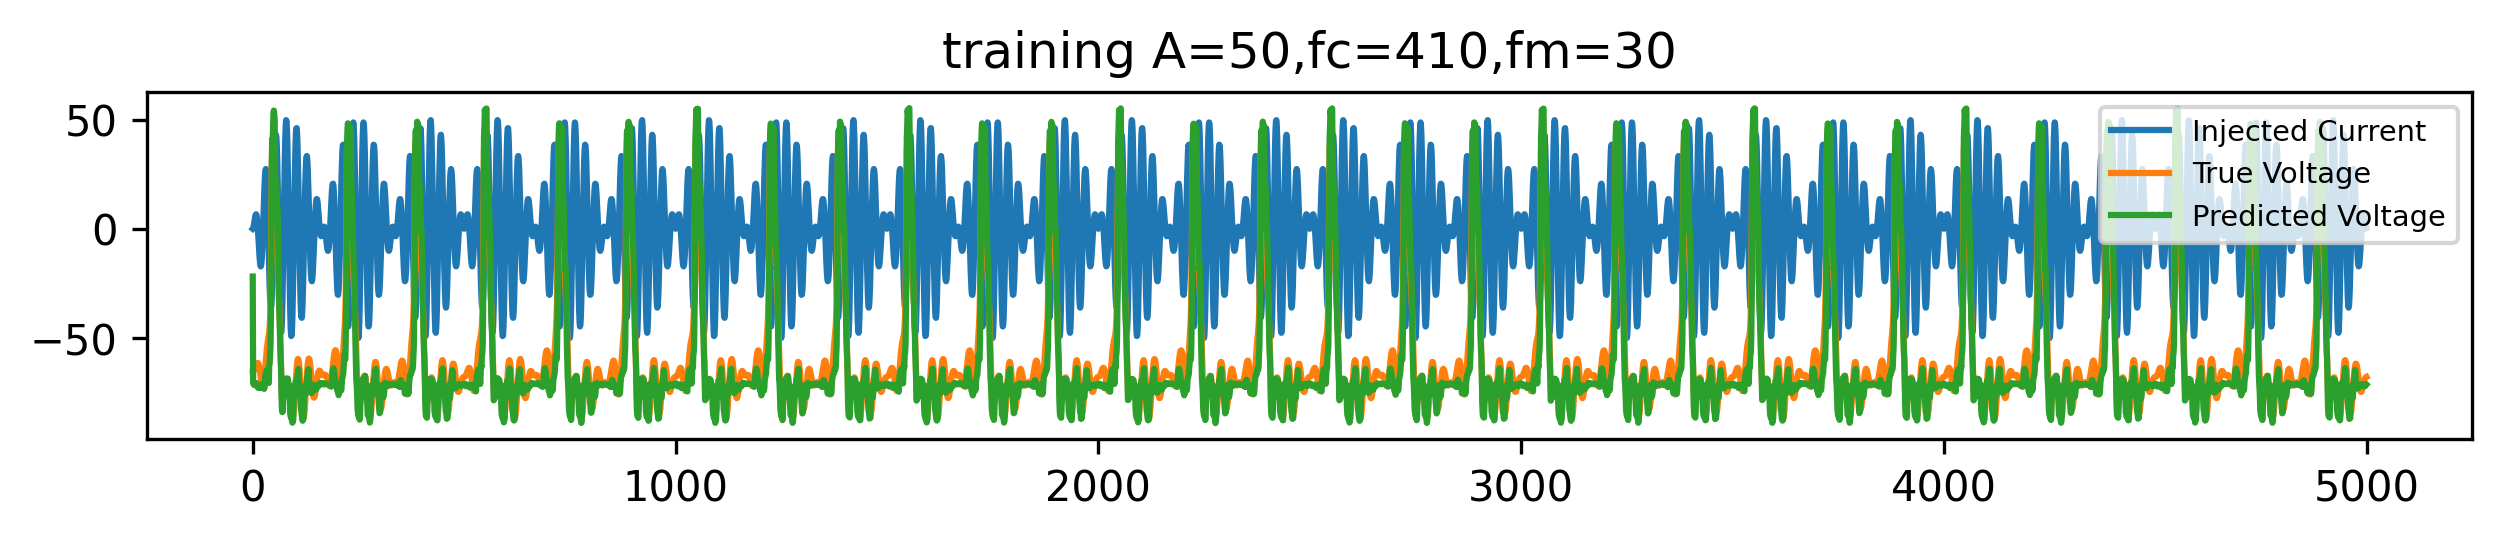 training A=50,fc=410,fm=30
50
0
−50
Injected Current
True Voltage
Predicted Voltage
0 1000 2000 3000 4000 5000